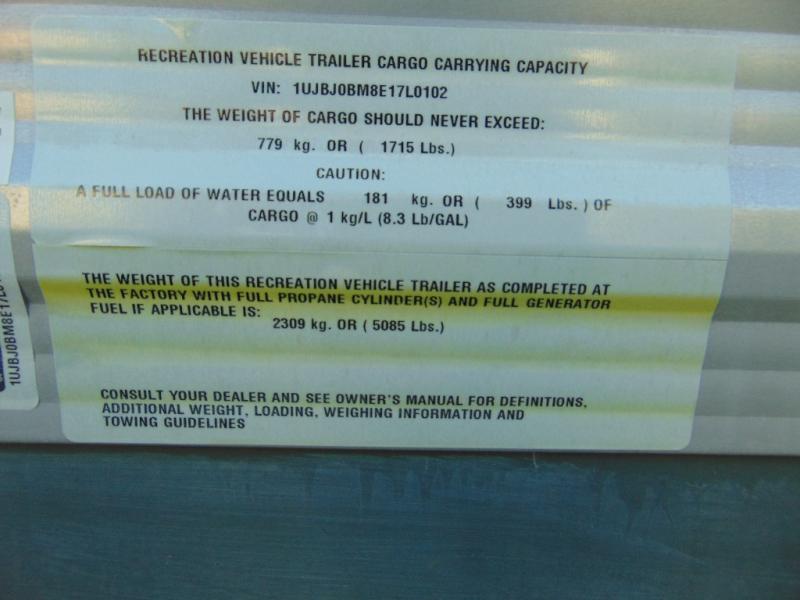 RECREATION VEHICLE TRAILER CARGO CARRYING CAPACITY
VIN: 1UJBJ0BM8E17L0102
THE WEIGHT OF CARGO SHOULD NEVER EXCEED:
779 kg. OR ( 1715 Lbs.)
CAUTION:
A FULL LOAD OF WATER EQUALS 181 kg. OR ( 399 Lbs. ) OF
CARGO @ 1 kg/L (8.3 Lb/GAL)
THE WEIGHT OF THIS RECREATION VEHICLE TRAILER AS COMPLETED AT
THE FACTORY WITH FULL PROPANE CYLINDER(S) AND FULL GENERATOR
FUEL IF APPLICABLE IS:
2309 kg. OR ( 5085 Lbs.)
CONSULT YOUR DEALER AND SEE OWNER'S MANUAL FOR DEFINITIONS,
ADDITIONAL WEIGHT, LOADING, WEIGHING INFORMATION AND
TOWING GUIDELINES